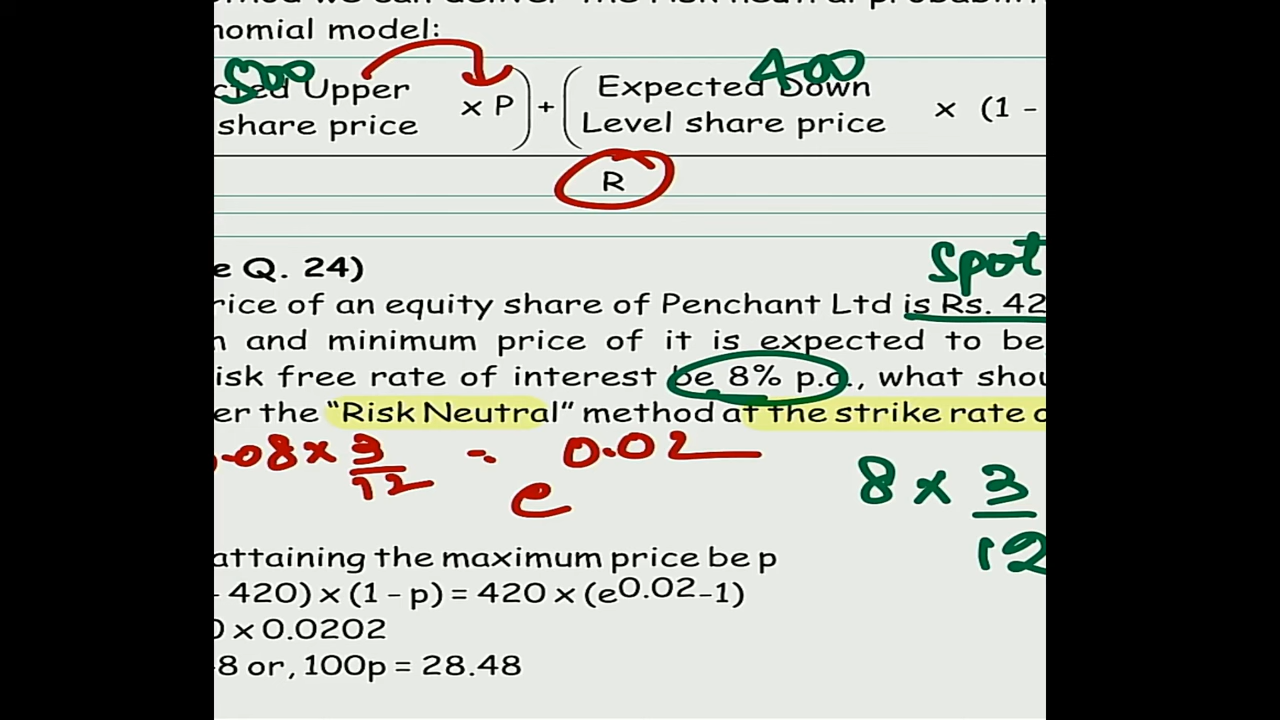 nomial model:
500 400
cted Upper x P + Expected Down
share price Level share price x (1 -
R
e Q. 24) Spot
rice of an equity share of Penchant Ltd is Rs. 42
n and minimum price of it is expected to be
isk free rate of interest be 8% p.a., what shou
er the “Risk Neutral” method at the strike rate o
.08 x 3/12 = e^0.02
8 x 3/12
attaining the maximum price be p
- 420) x (1 - p) = 420 x (e^0.02-1)
0 x 0.0202
-8 or, 100p = 28.48